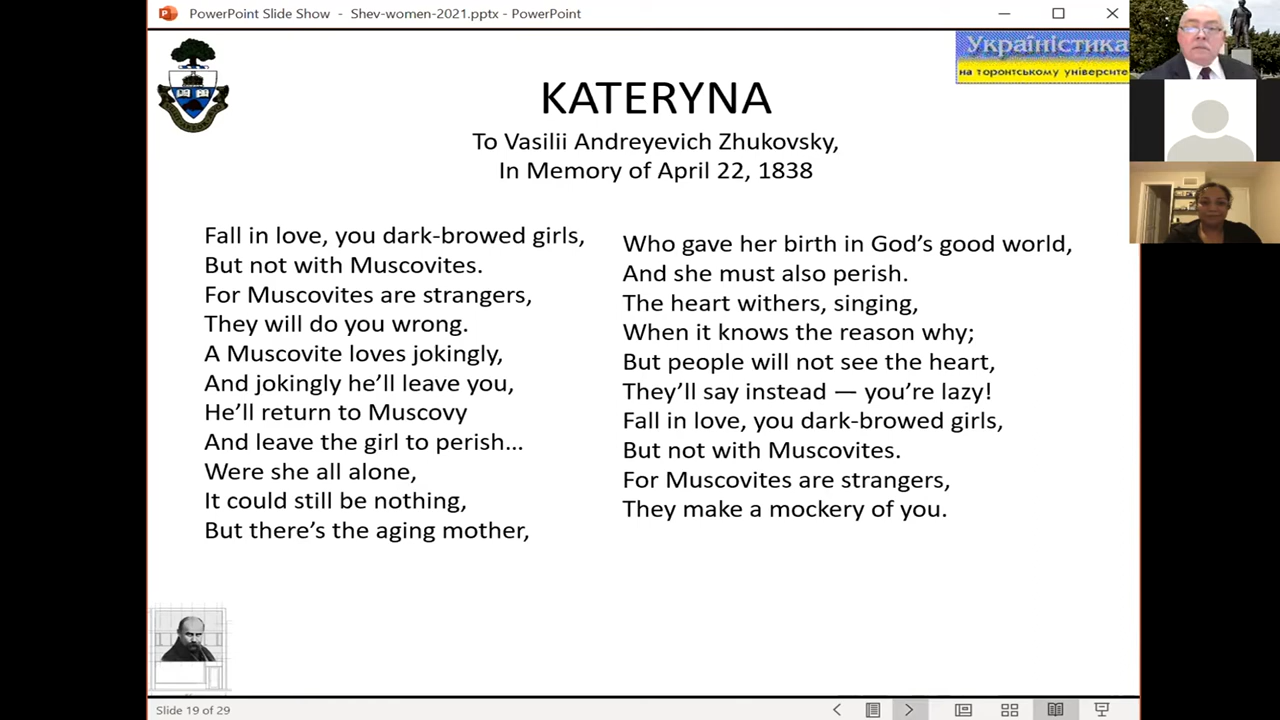 PowerPoint Slide Show - Shev-women-2021.pptx - PowerPoint
Україністика
на торонтському університе
KATERYNA
To Vasilii Andreyevich Zhukovsky,
In Memory of April 22, 1838
Fall in love, you dark-browed girls,
But not with Muscovites.
For Muscovites are strangers,
They will do you wrong.
A Muscovite loves jokingly,
And jokingly he’ll leave you,
He’ll return to Muscovy
And leave the girl to perish...
Were she all alone,
It could still be nothing,
But there’s the aging mother,
Who gave her birth in God’s good world,
And she must also perish.
The heart withers, singing,
When it knows the reason why;
But people will not see the heart,
They’ll say instead — you’re lazy!
Fall in love, you dark-browed girls,
But not with Muscovites.
For Muscovites are strangers,
They make a mockery of you.
Slide 19 of 29